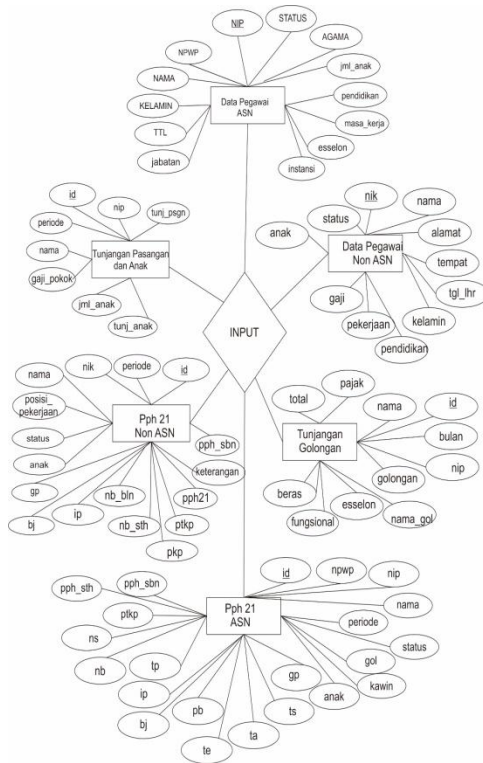 NIP
STATUS
NPWP
AGAMA
NAMA
jml_anak
KELAMIN
Data Pegawai
ASN
pendidikan
TTL
masa_kerja
jabatan
esselon
instansi
id
nip
tunj_psgn
periode
nama
Tunjangan Pasangan
dan Anak
gaji_pokok
jml_anak
tunj_anak
nik
nama
status
anak
alamat
Data Pegawai
Non ASN
tempat
tgl_lhr
gaji
kelamin
pekerjaan
pendidikan
INPUT
nama
nik
periode
id
posisi_
pekerjaan
Pph 21
Non ASN
status
pph_sbn
anak
keterangan
gp
nb_bln
pph21
bj
ip
nb_sth
ptkp
pkp
pajak
total
nama
id
Tunjangan
Golongan
bulan
golongan
nip
beras
esselon
fungsional
nama_gol
id
npwp
nip
pph_sth
pph_sbn
ptkp
Pph 21
ASN
nama
ns
periode
nb
tp
status
gol
ip
gp
kawin
anak
bj
pb
ts
te
ta